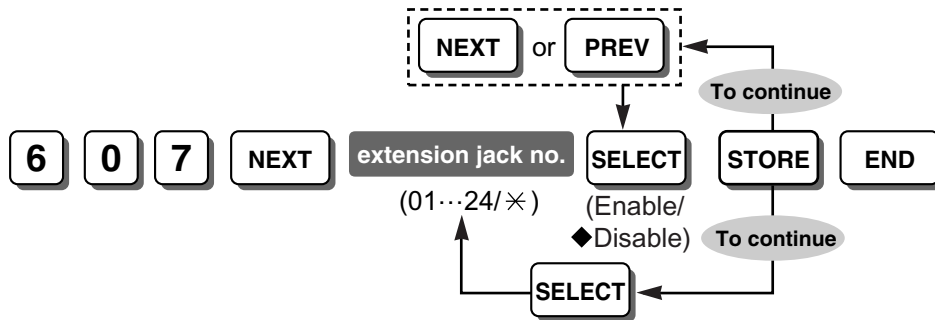 NEXT or PREV
To continue
6 0 7 NEXT extension jack no. SELECT STORE END
(01···24/✳) (Enable/
◆Disable) To continue
SELECT